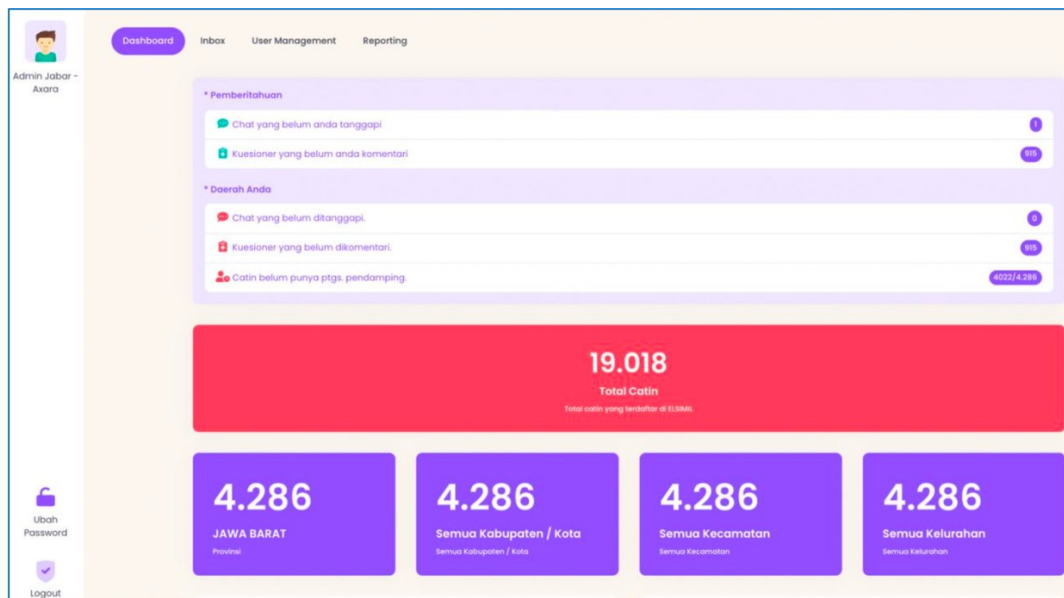 Admin Jabar -
Axara
Dashboard
Inbox
User Management
Reporting
* Pemberitahuan
Chat yang belum anda tanggapi
1
Kuesioner yang belum anda komentari
915
* Daerah Anda
Chat yang belum ditanggapi.
0
Kuesioner yang belum dikomentari.
915
Catin belum punya ptgs. pendamping.
4022/4.286
19.018
Total Catin
Total catin yang terdaftar di ELSIMIL
4.286
JAWA BARAT
Provinsi
4.286
Semua Kabupaten / Kota
Semua Kabupaten / Kota
4.286
Semua Kecamatan
Semua Kecamatan
4.286
Semua Kelurahan
Semua Kelurahan
Ubah
Password
Logout